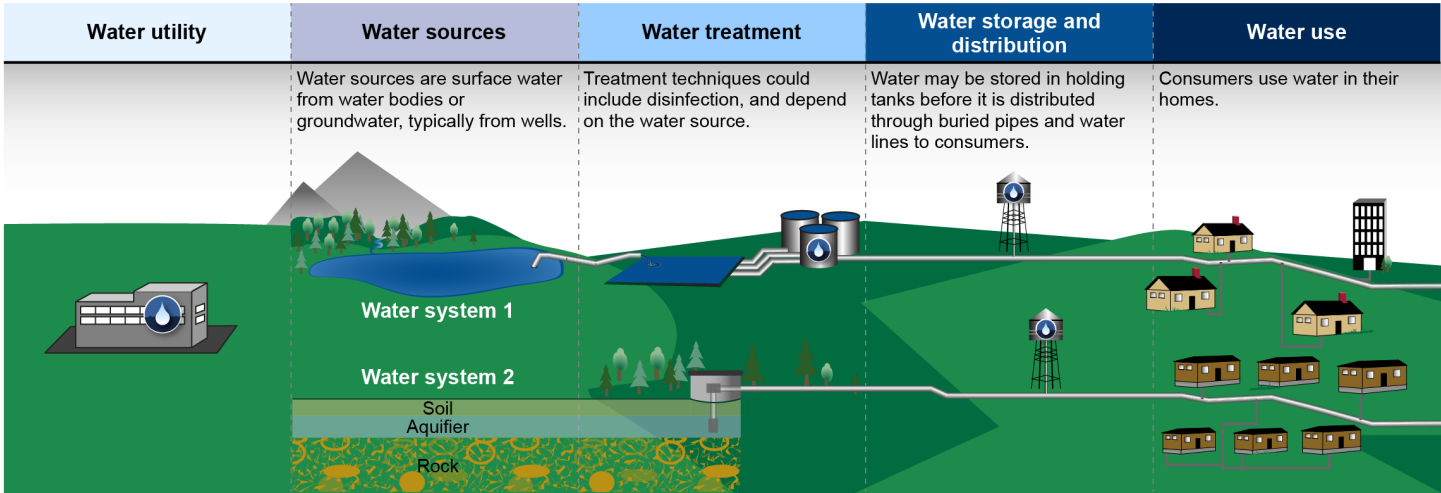 Water utility
Water sources
Water treatment
Water storage and
distribution
Water use
Water sources are surface water
from water bodies or
groundwater, typically from wells.
Treatment techniques could
include disinfection, and depend
on the water source.
Water may be stored in holding
tanks before it is distributed
through buried pipes and water
lines to consumers.
Consumers use water in their
homes.
Water system 1
Water system 2
Soil
Aquifier
Rock